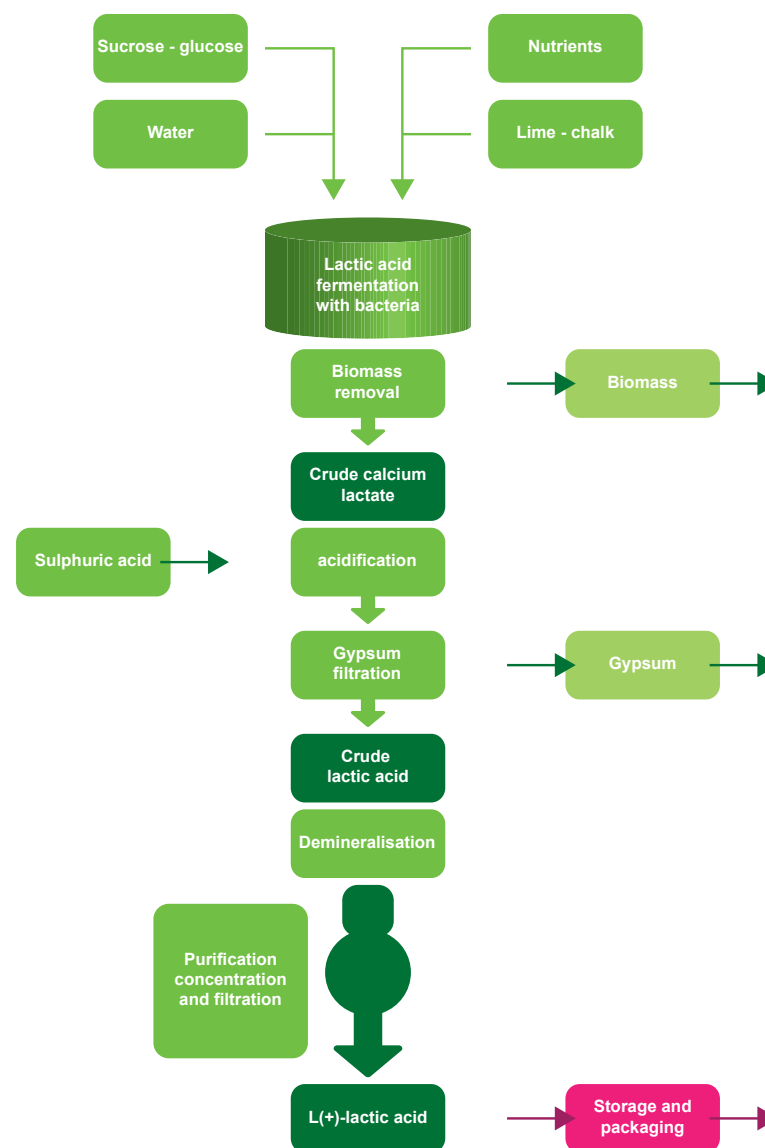 Sucrose - glucose
Nutrients
Water
Lime - chalk
Lactic acid
fermentation
with bacteria
Biomass
removal
Biomass
Crude calcium
lactate
Sulphuric acid
acidification
Gypsum
filtration
Gypsum
Crude
lactic acid
Demineralisation
Purification
concentration
and filtration
L(+)-lactic acid
Storage and
packaging